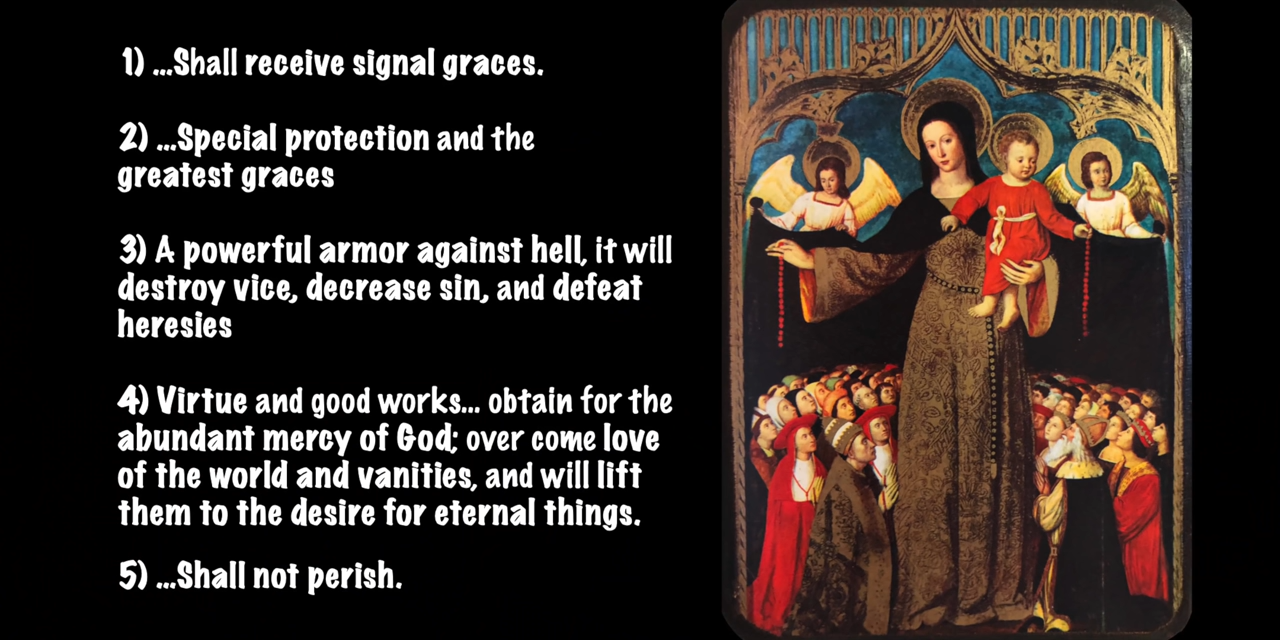 1) ...Shall receive signal graces.
2) ...Special protection and the
greatest graces
3) A powerful armor against hell, it will
destroy vice, decrease sin, and defeat
heresies
4) Virtue and good works... obtain for the
abundant mercy of God; over come love
of the world and vanities, and will lift
them to the desire for eternal things.
5) ...Shall not perish.